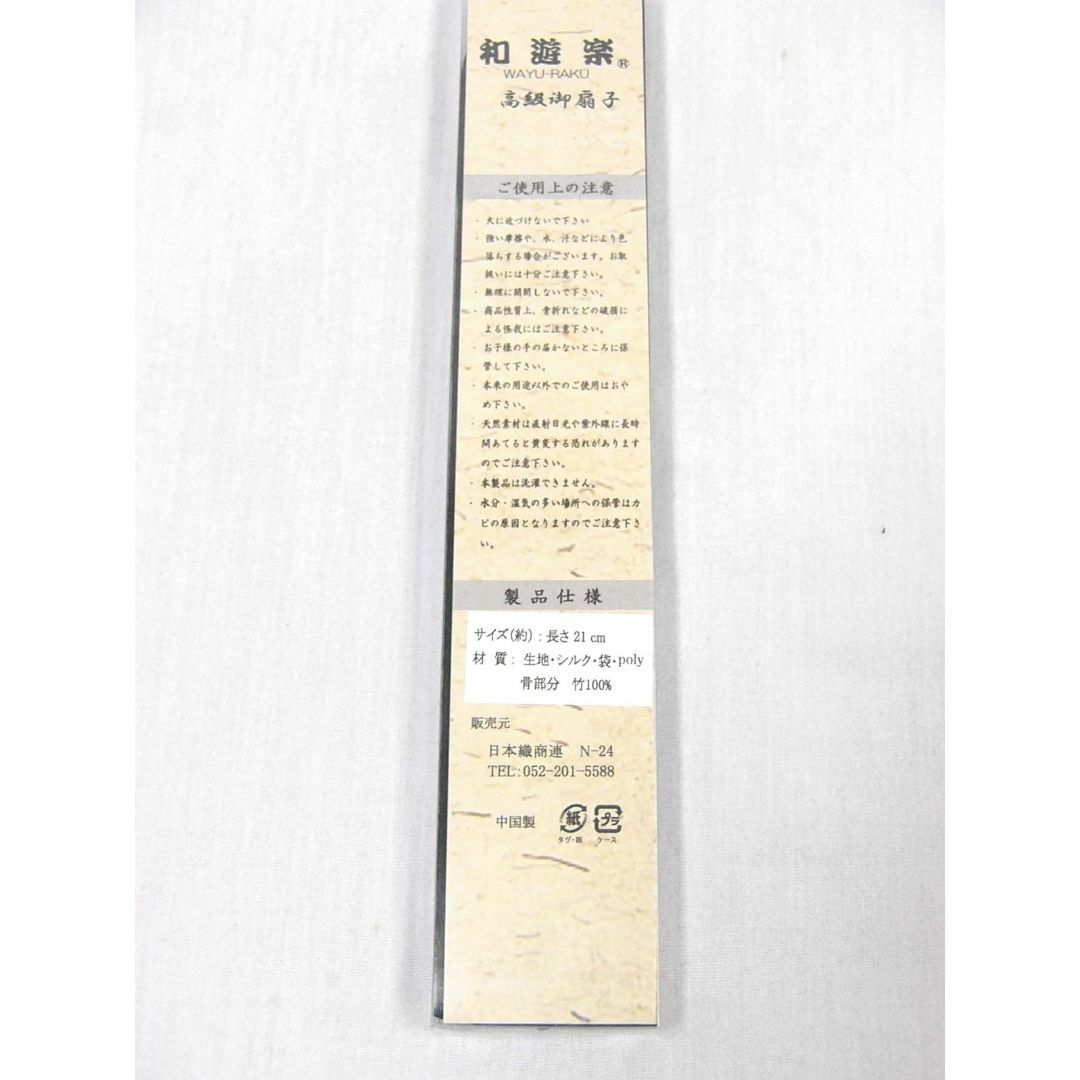 和遊楽®
WAYU-RAKU
高級御扇子
ご使用上の注意
・火に近づけないで下さい
・強い摩擦や、水、汗などにより色
落ちする場合がございます。お取
扱いには十分ご注意下さい。
・無理に開閉しないで下さい。
・商品性質上、骨折れなどの破損に
よる怪我にはご注意下さい。
・お子様の手の届かないところに保
管して下さい。
・本来の用途以外でのご使用はおや
め下さい。
・天然素材は直射日光や紫外線に長時
間あてると黄変する恐れがあります
のでご注意下さい。
・本製品は洗濯できません。
・水分・湿気の多い場所への保管はカ
ビの原因となりますのでご注意下さ
い。
製品仕様
サイズ(約)：長さ21cm
材 質：生地・シルク・袋・poly
骨部分 竹100%
販売元
日本織商連 N-24
TEL:052-201-5588
中国製 紙 プラ
タグ・箱 ケース